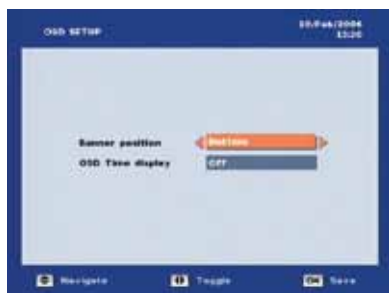 OSD SETUP
10/Feb/2006
13:20
Banner position
Bottom
OSD Time display
Off
Navigate
Toggle
OK Save